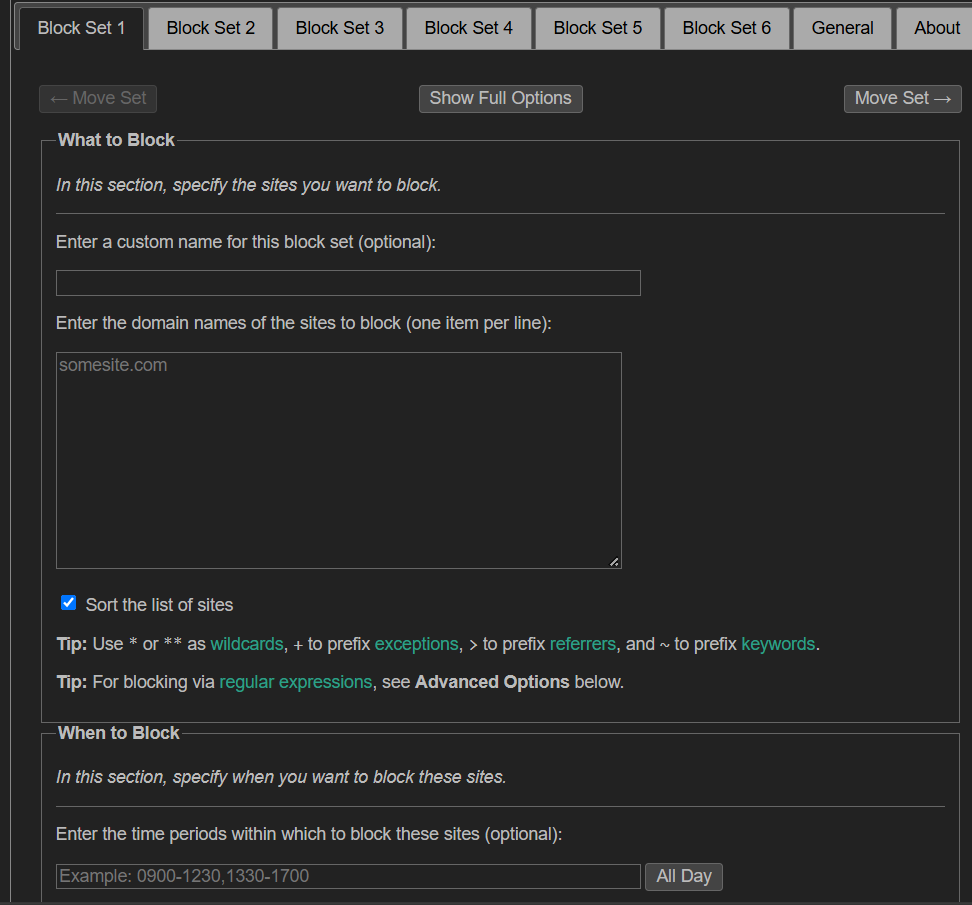 Block Set 1 Block Set 2 Block Set 3 Block Set 4 Block Set 5 Block Set 6 General About
← Move Set Show Full Options Move Set →
What to Block
In this section, specify the sites you want to block.
Enter a custom name for this block set (optional):
Enter the domain names of the sites to block (one item per line):
somesite.com
Sort the list of sites
Tip: Use * or ** as wildcards, + to prefix exceptions, > to prefix referrers, and ~ to prefix keywords.
Tip: For blocking via regular expressions, see Advanced Options below.
When to Block
In this section, specify when you want to block these sites.
Enter the time periods within which to block these sites (optional):
Example: 0900-1230,1330-1700 All Day